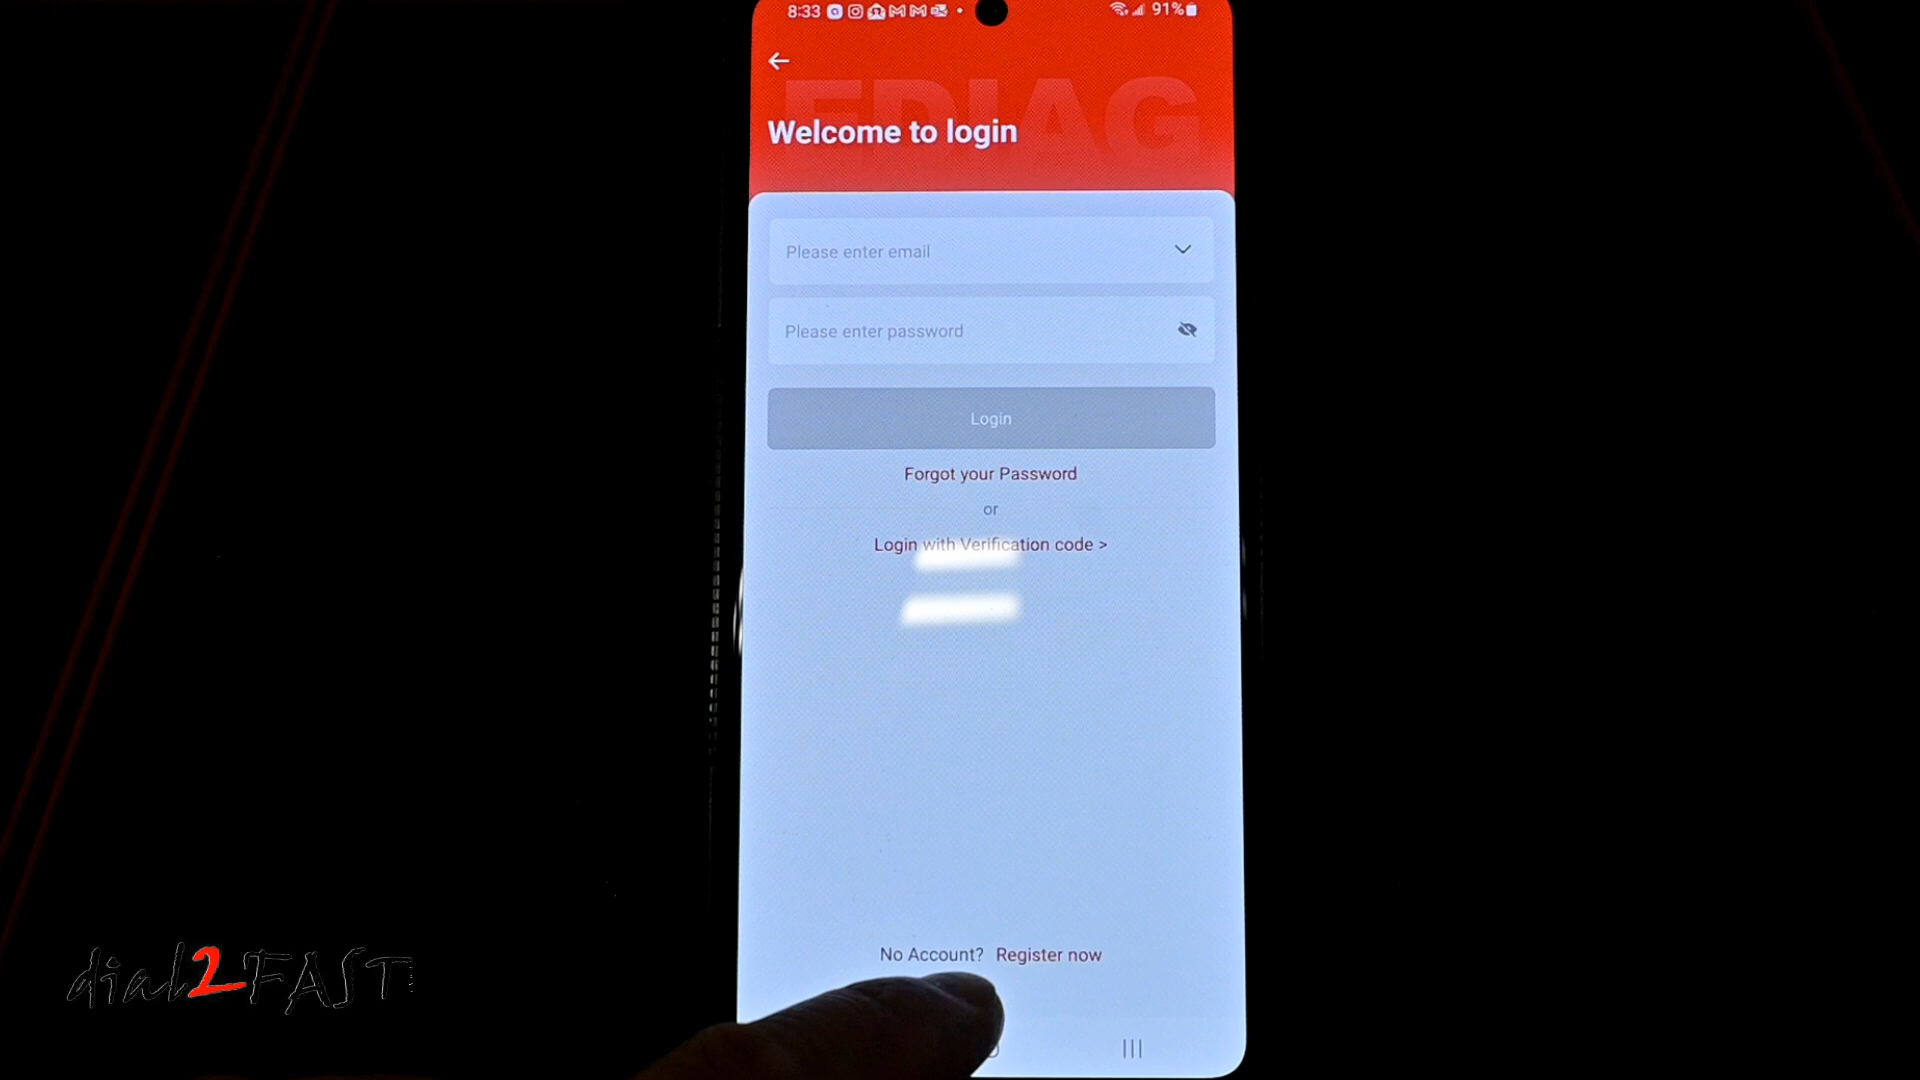 8:33
91%
EDIAG
Welcome to login
Please enter email
Please enter password
Login
Forgot your Password
or
Login with Verification code >
No Account? Register now
dial2FAST